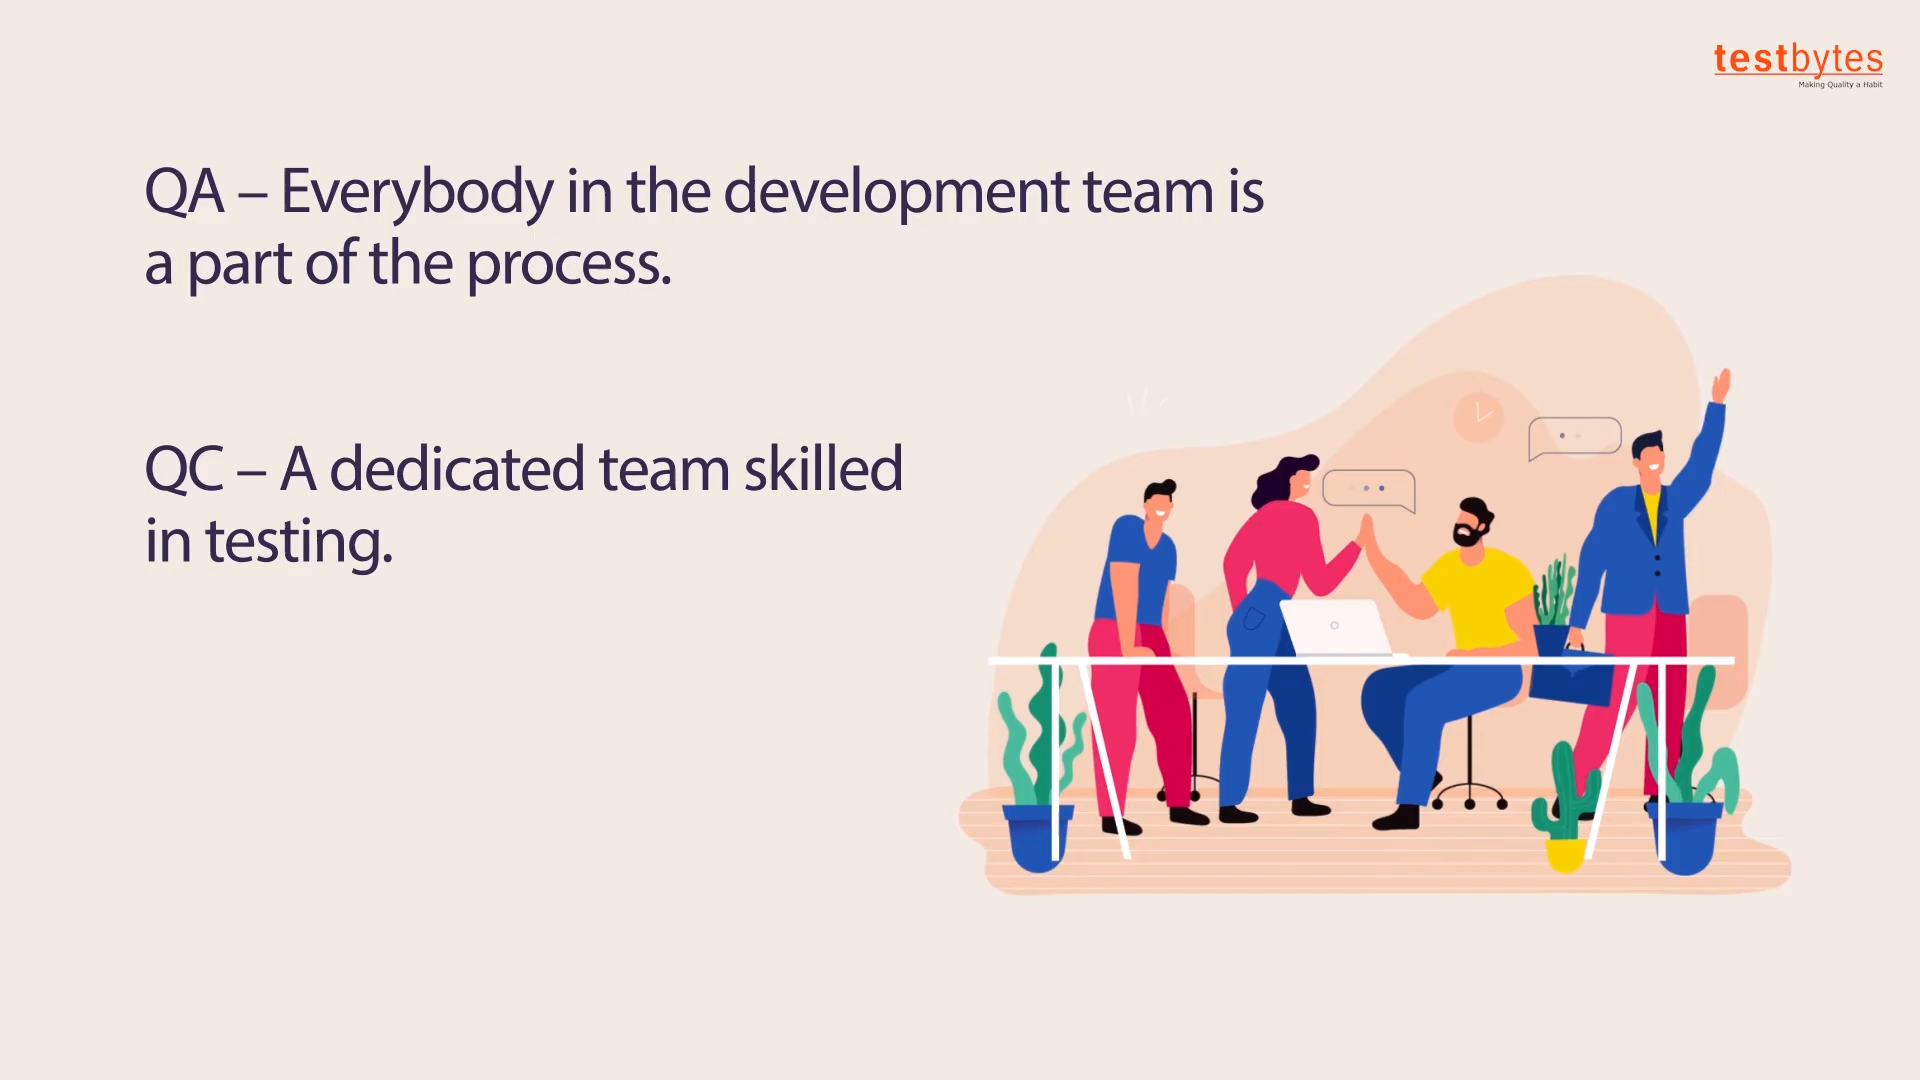 testbytes
Making Quality a Habit
QA – Everybody in the development team is
a part of the process.
QC – A dedicated team skilled
in testing.